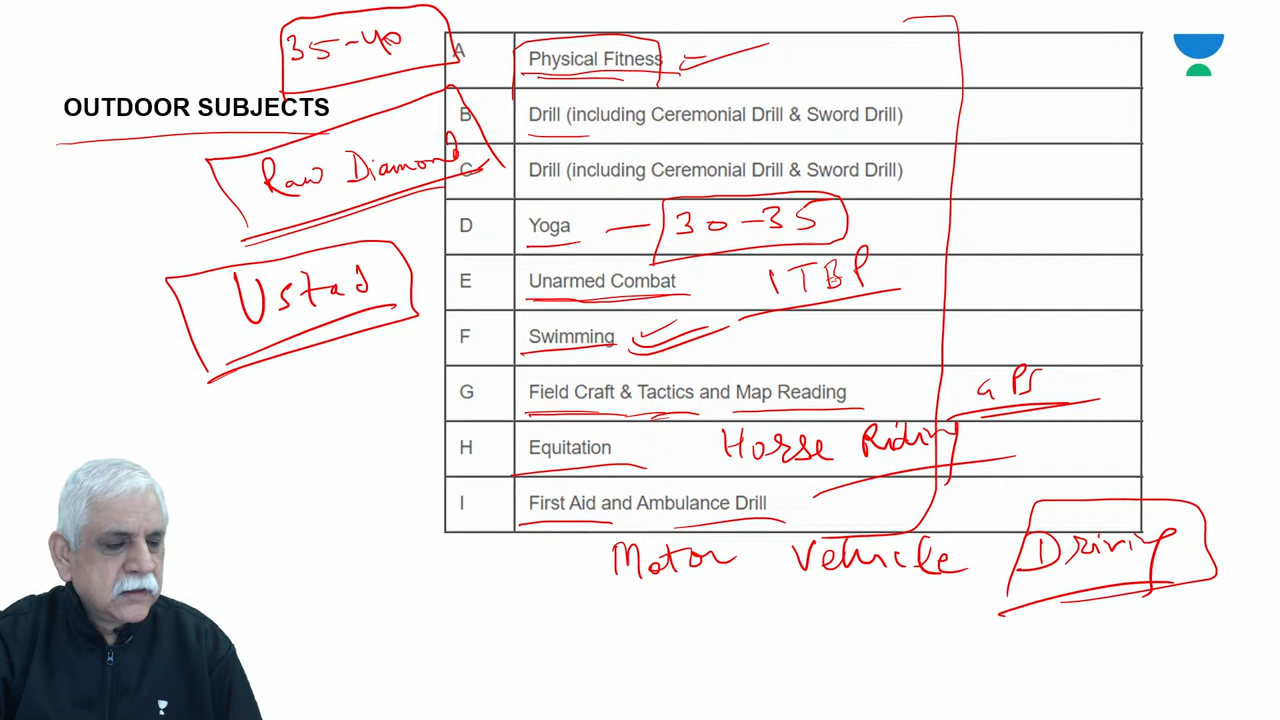 35-40
A Physical Fitness
OUTDOOR SUBJECTS
B Drill (including Ceremonial Drill & Sword Drill)
Raw Diamond
C Drill (including Ceremonial Drill & Sword Drill)
D Yoga — 30-35
E Unarmed Combat ITBP
Ustad
F Swimming
G Field Craft & Tactics and Map Reading GPS
H Equitation Horse Riding
I First Aid and Ambulance Drill
Motor Vehicle Driving